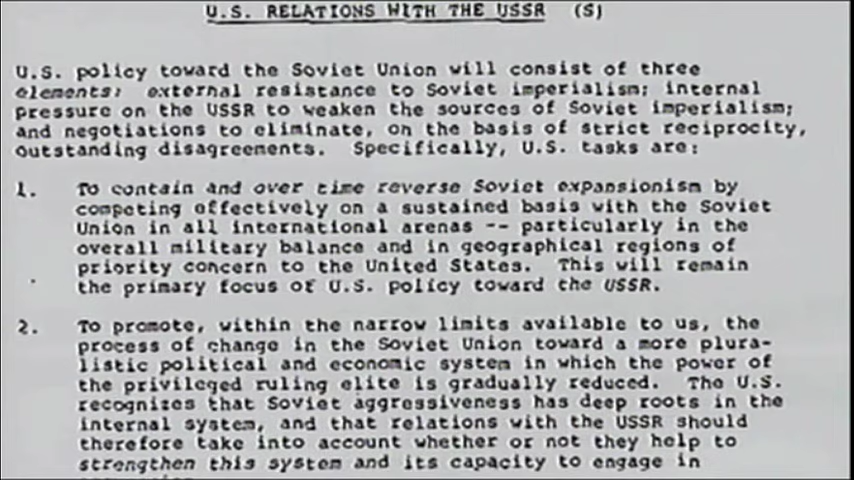 U.S. RELATIONS WITH THE USSR (S)
U.S. policy toward the Soviet Union will consist of three
elements: external resistance to Soviet imperialism; internal
pressure on the USSR to weaken the sources of Soviet imperialism;
and negotiations to eliminate, on the basis of strict reciprocity,
outstanding disagreements. Specifically, U.S. tasks are:
1. To contain and over time reverse Soviet expansionism by
competing effectively on a sustained basis with the Soviet
Union in all international arenas -- particularly in the
overall military balance and in geographical regions of
priority concern to the United States. This will remain
the primary focus of U.S. policy toward the USSR.
2. To promote, within the narrow limits available to us, the
process of change in the Soviet Union toward a more plura-
listic political and economic system in which the power of
the privileged ruling elite is gradually reduced. The U.S.
recognizes that Soviet aggressiveness has deep roots in the
internal system, and that relations with the USSR should
therefore take into account whether or not they help to
strengthen this system and its capacity to engage in